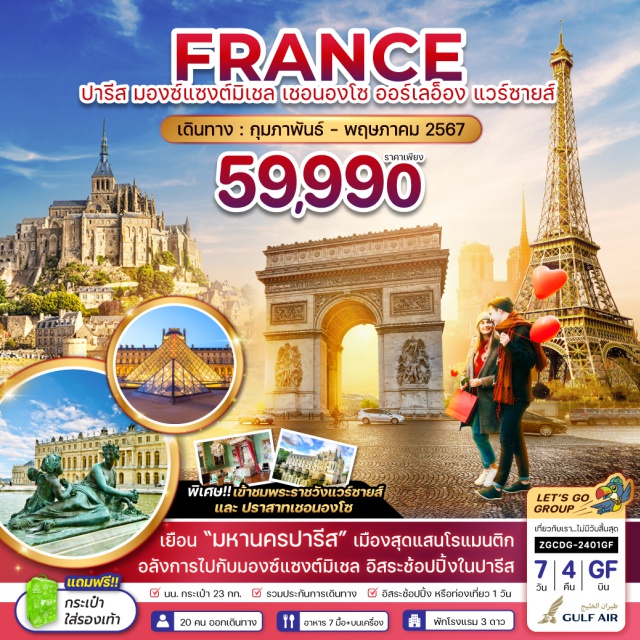 FRANCE
ปารีส มองซ์แซงต์มิเชล เชอนองโซ ออร์เลอ็อง แวร์ซายส์
เดินทาง : กุมภาพันธ์ - พฤษภาคม 2567
ราคาเพียง
59,990
พิเศษ!! เข้าชมพระราชวังแวร์ซายส์
และ ปราสาทเชอนองโซ
LET'S GO
GROUP
เที่ยวกับเรา...ไม่มีวันสิ้นสุด
ZGCDG-2401GF
7 4 GF
วัน คืน บิน
طيران الخليج
GULF AIR
เยือน “มหานครปารีส” เมืองสุดแสนโรแมนติก
อลังการไปกับมองซ์แซงต์มิเชล อิสระช้อปปิ้งในปารีส
แถมฟรี!!
กระเป๋า
ใส่รองเท้า
นน. กระเป๋า 23 กก.
รวมประกันการเดินทาง
อิสระช้อปปิ้ง หรือท่องเที่ยว 1 วัน
20 คน ออกเดินทาง
อาหาร 7 มื้อ+บนเครื่อง
พักโรงแรม 3 ดาว